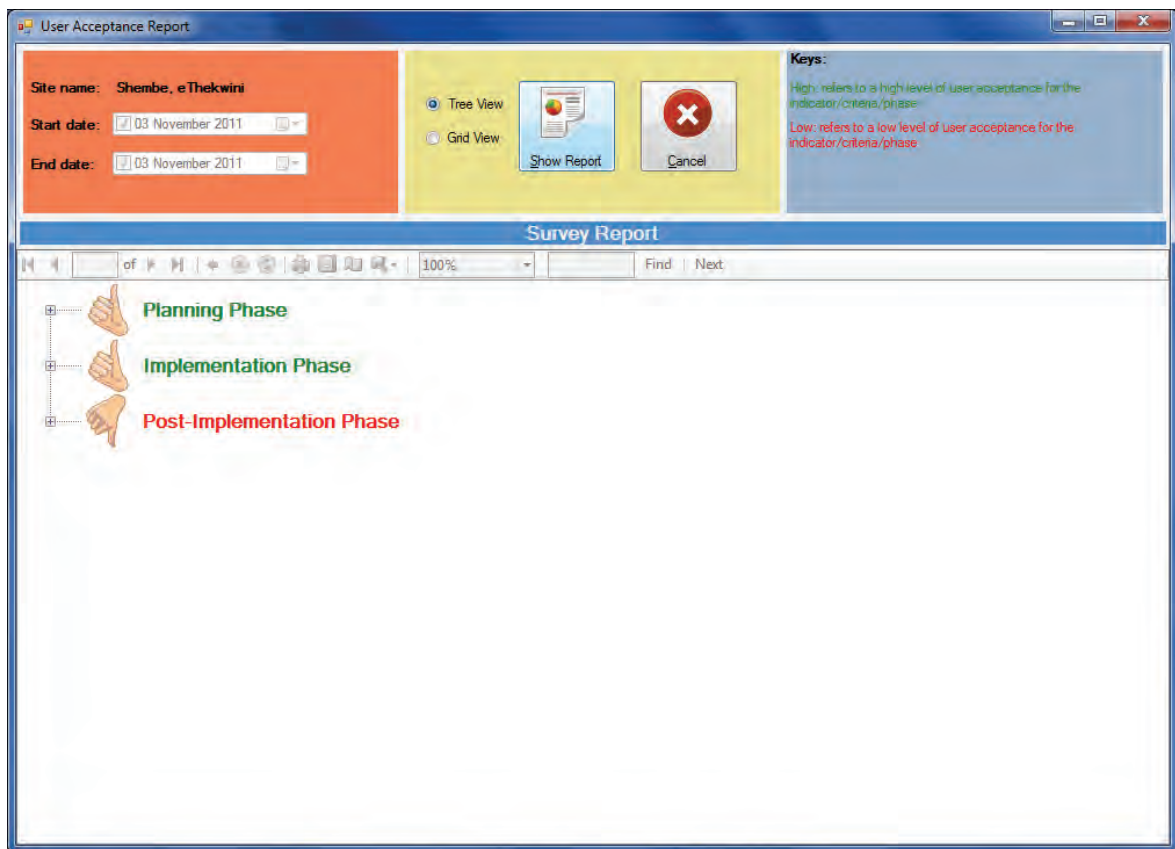 User Acceptance Report
Site name: Shembe, eThekwini
Start date: 03 November 2011
End date: 03 November 2011
Tree View
Grid View
Show Report
Cancel
Keys:
High: refers to a high level of user acceptance for the
indicator/criteria/phase
Low: refers to a low level of user acceptance for the
indicator/criteria/phase
Survey Report
of
100%
Find
Next
Planning Phase
Implementation Phase
Post-Implementation Phase